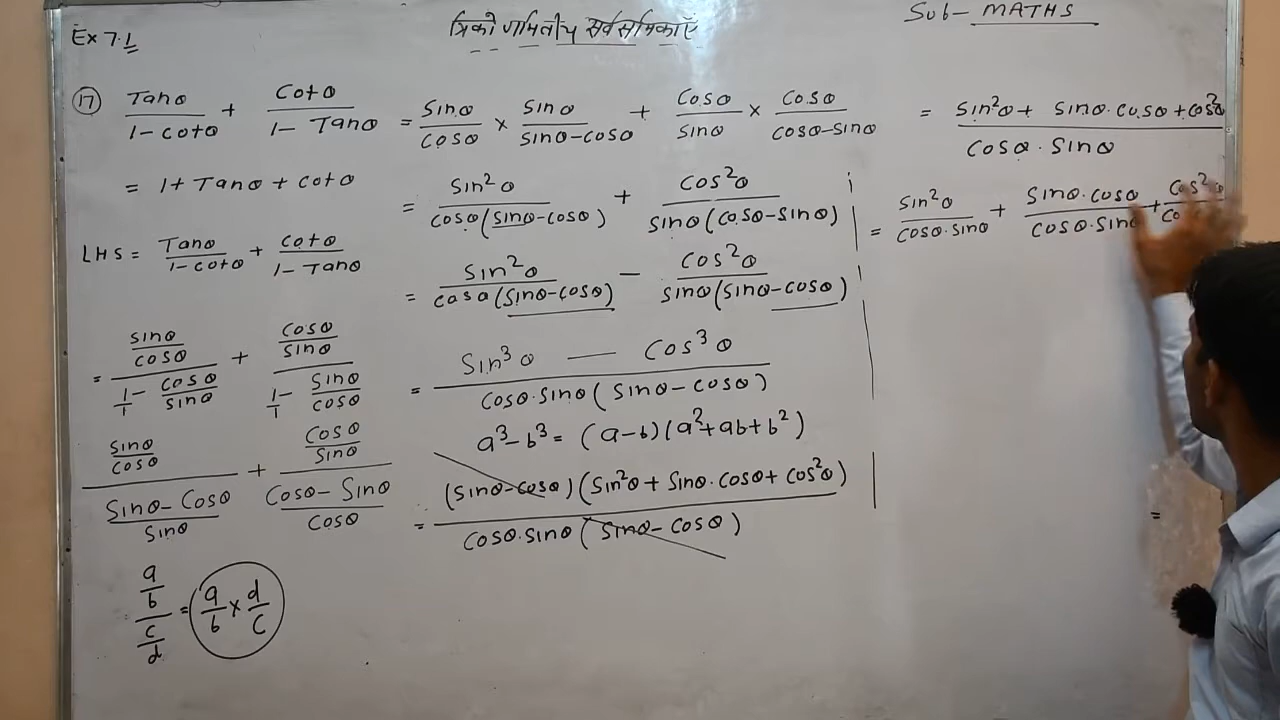 Sub- MATHS
Ex 7.1
त्रिकोणमितीय सर्वसमिकाएँ
(17) Tanθ/(1-cotθ) + Cotθ/(1-Tanθ)
= 1+Tanθ+cotθ
LHS = Tanθ/(1-cotθ) + cotθ/(1-Tanθ)
= (sinθ/cosθ)/(1/1 - cosθ/sinθ) + (cosθ/sinθ)/(1/1 - sinθ/cosθ)
(sinθ/cosθ)/((Sinθ-Cosθ)/Sinθ) + (cosθ/sinθ)/((Cosθ-Sinθ)/Cosθ)
(a/b)/(c/d) = a/b × d/c
= sinθ/cosθ × sinθ/(sinθ-cosθ) + cosθ/sinθ × cosθ/(cosθ-sinθ)
= sin²θ/(cosθ(sinθ-cosθ)) + cos²θ/(sinθ(cosθ-sinθ))
= sin²θ/(cosθ(sinθ-cosθ)) - cos²θ/(sinθ(sinθ-cosθ))
= (Sin³θ - Cos³θ)/(cosθ·sinθ(sinθ-cosθ))
a³-b³ = (a-b)(a²+ab+b²)
= (sinθ-cosθ)(sin²θ+sinθ·cosθ+cos²θ)/(cosθ·sinθ(sinθ-cosθ))
= (sin²θ+sinθ·cosθ+cos²θ)/(cosθ·sinθ)
= sin²θ/(cosθ·sinθ) + sinθ·cosθ/(cosθ·sinθ) + cos²
=